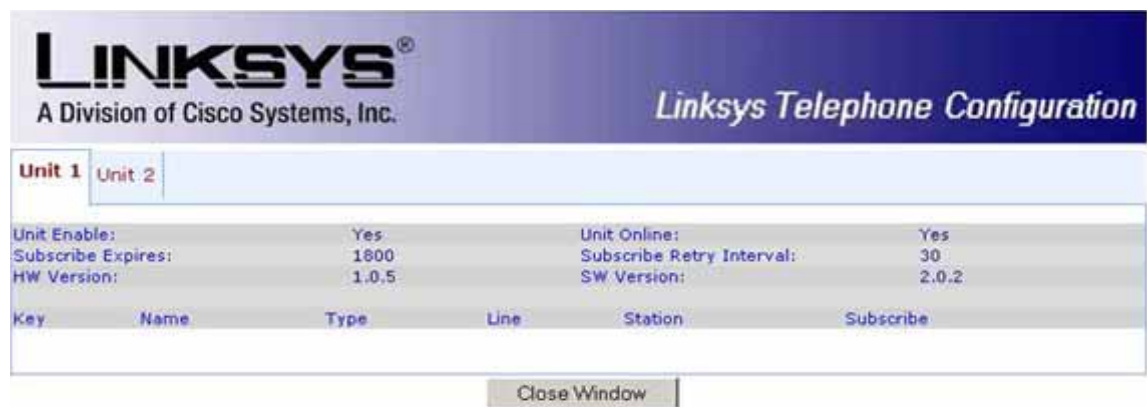 LINKSYS®
A Division of Cisco Systems, Inc.
Linksys Telephone Configuration
Unit 1 Unit 2
Unit Enable: Yes Unit Online: Yes
Subscribe Expires: 1800 Subscribe Retry Interval: 30
HW Version: 1.0.5 SW Version: 2.0.2
Key Name Type Line Station Subscribe
Close Window